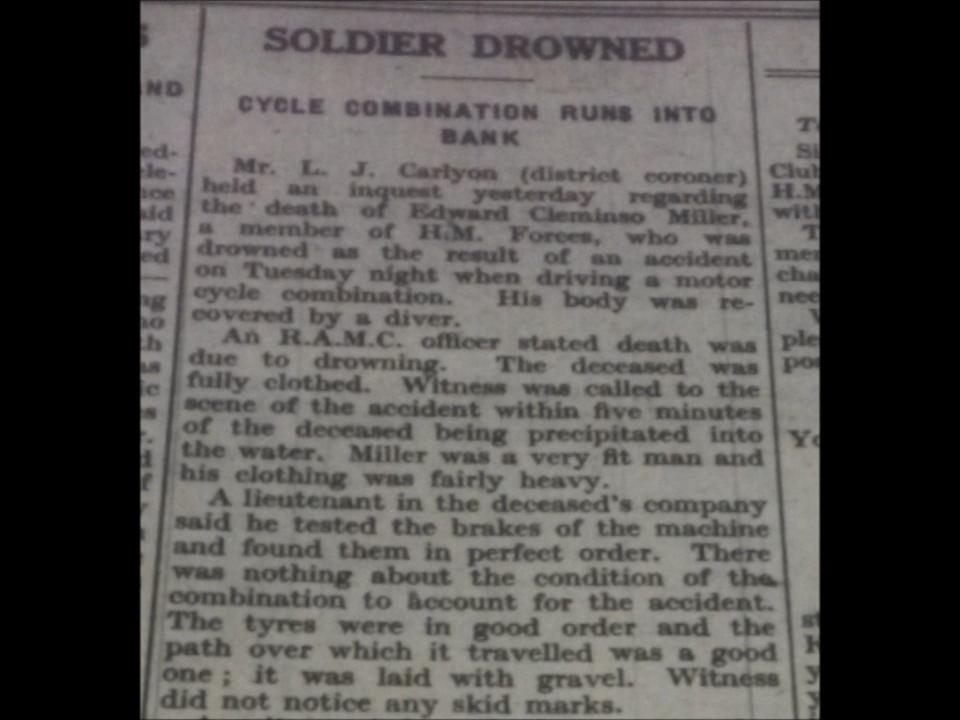 SOLDIER DROWNED
CYCLE COMBINATION RUNS INTO
BANK
Mr. L. J. Carlyon (district coroner)
held an inquest yesterday regarding
the death of Edward Cleminso Miller,
a member of H.M. Forces, who was
drowned as the result of an accident
on Tuesday night when driving a motor
cycle combination. His body was re-
covered by a diver.
An R.A.M.C. officer stated death was
due to drowning. The deceased was
fully clothed. Witness was called to the
scene of the accident within five minutes
of the deceased being precipitated into
the water. Miller was a very fit man and
his clothing was fairly heavy.
A lieutenant in the deceased's company
said he tested the brakes of the machine
and found them in perfect order. There
was nothing about the condition of the
combination to account for the accident.
The tyres were in good order and the
path over which it travelled was a good
one; it was laid with gravel. Witness
did not notice any skid marks.